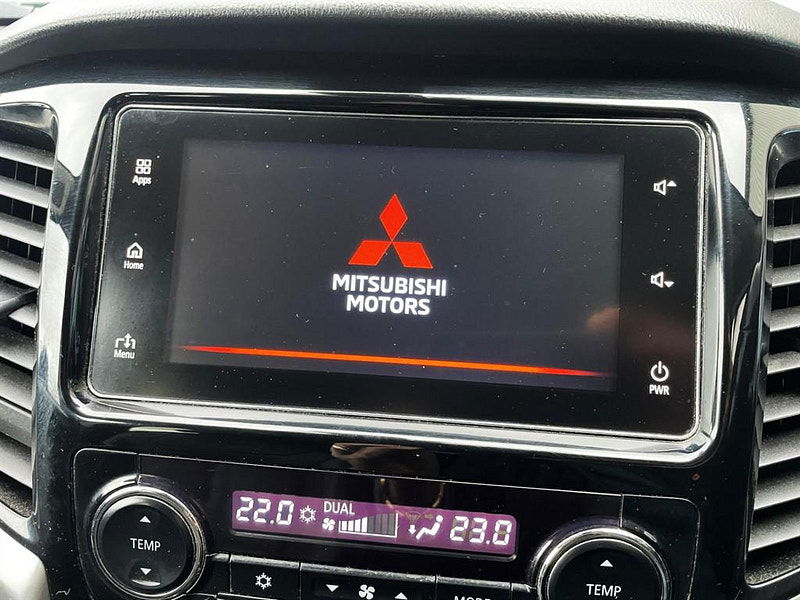 Apps
Home
Menu
MITSUBISHI
MOTORS
PWR
22.0
DUAL
23.0
TEMP
TEMP
MODE